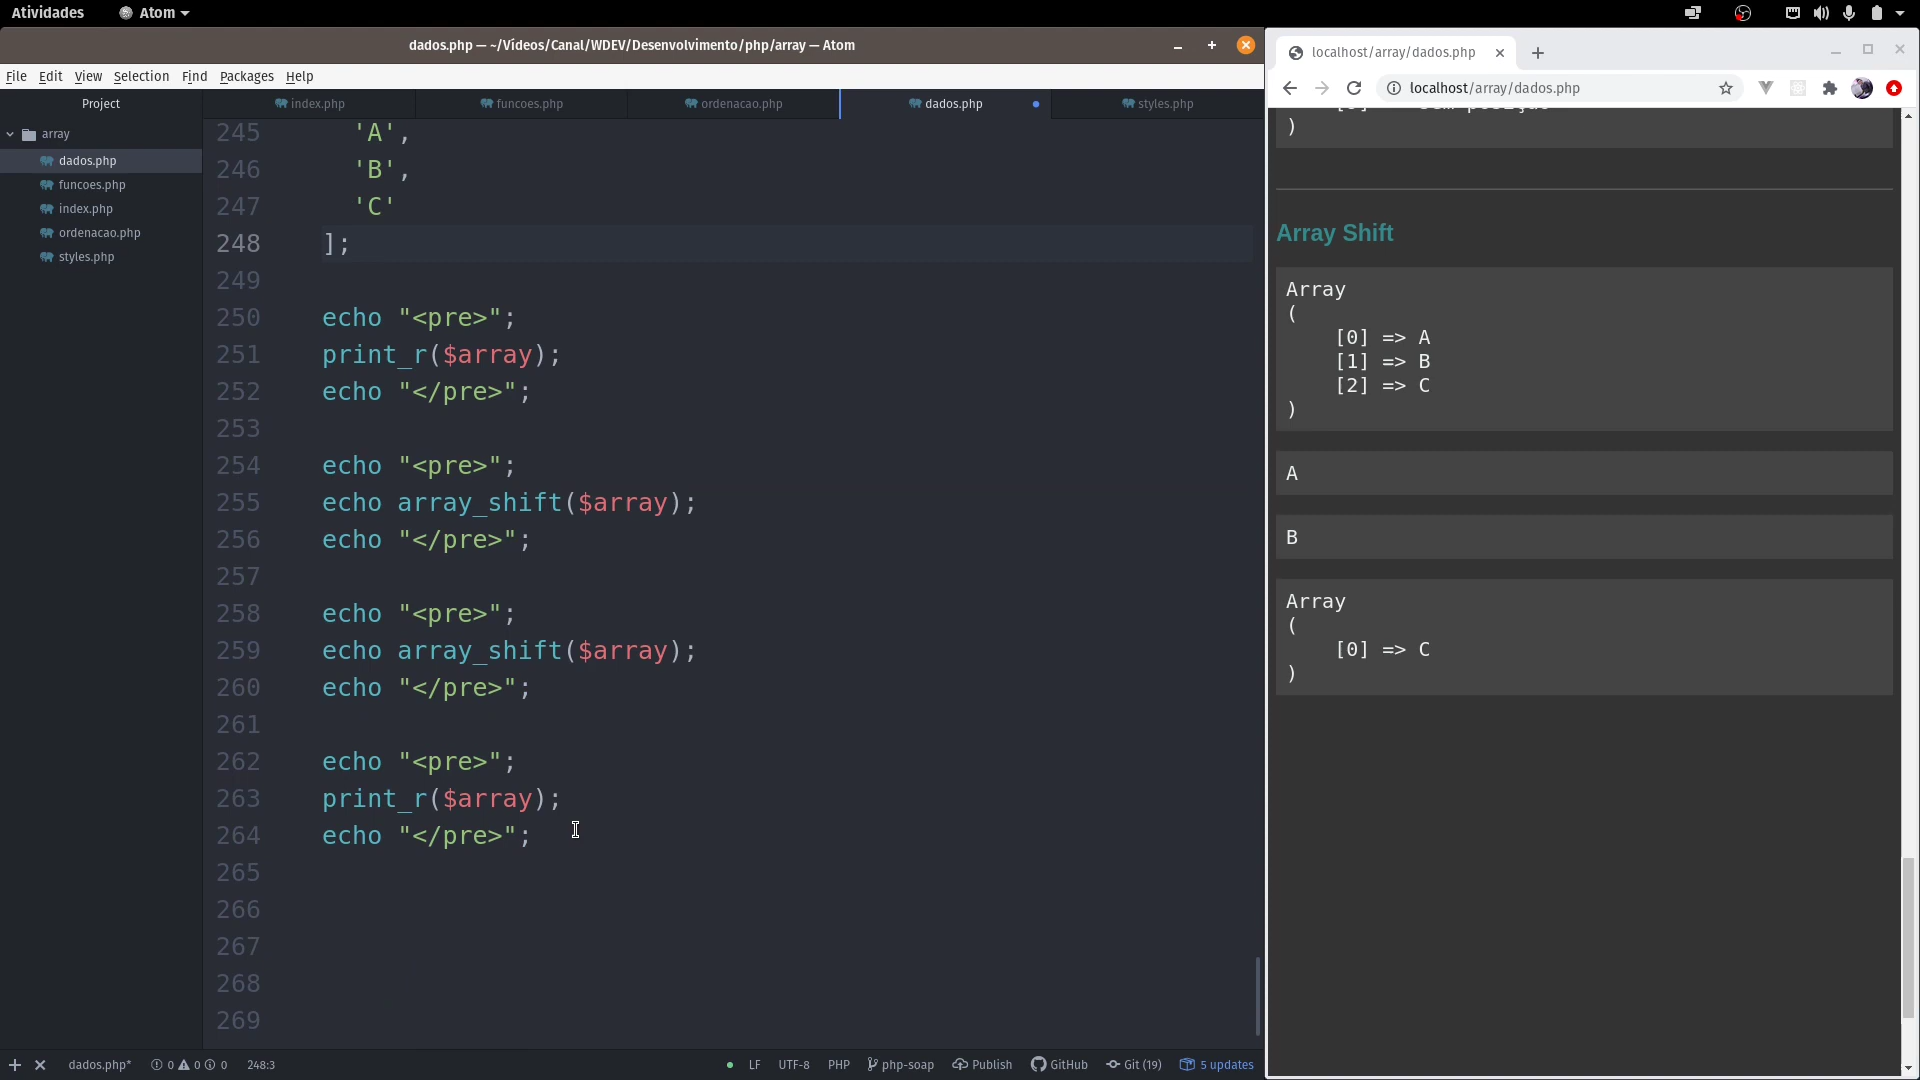 Atividades
Atom
dados.php — ~/Vídeos/Canal/WDEV/Desenvolvimento/php/array — Atom
File Edit View Selection Find Packages Help
Project
index.php
funcoes.php
ordenacao.php
dados.php
styles.php
array
dados.php
funcoes.php
index.php
ordenacao.php
styles.php
245 'A',
246 'B',
247 'C'
248 ];
249
250 echo "<pre>";
251 print_r($array);
252 echo "</pre>";
253
254 echo "<pre>";
255 echo array_shift($array);
256 echo "</pre>";
257
258 echo "<pre>";
259 echo array_shift($array);
260 echo "</pre>";
261
262 echo "<pre>";
263 print_r($array);
264 echo "</pre>";
265
266
267
268
269
dados.php* 0 0 0 248:3
LF UTF-8 PHP php-soap Publish GitHub Git (19) 5 updates
localhost/array/dados.php
localhost/array/dados.php
)
Array Shift
Array
(
[0] => A
[1] => B
[2] => C
)
A
B
Array
(
[0] => C
)